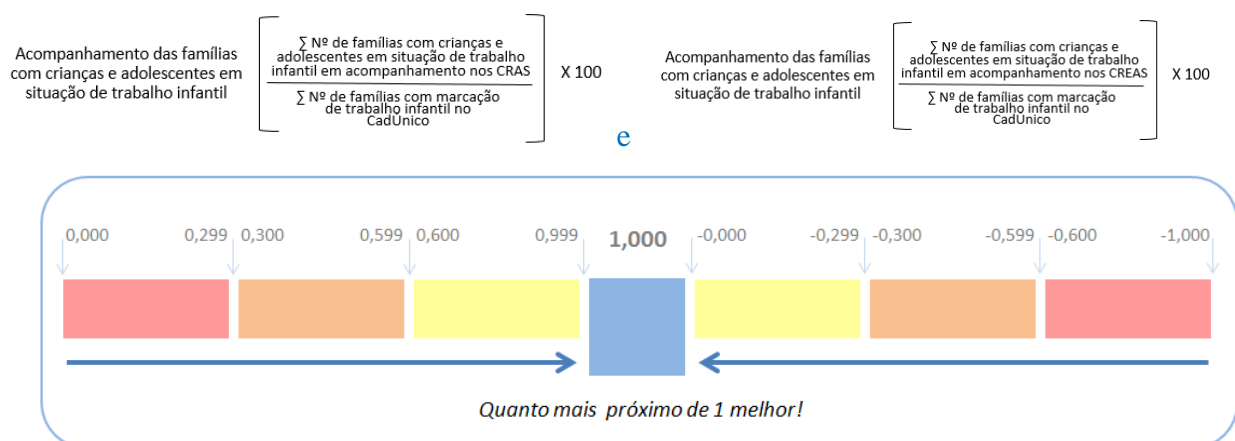 Acompanhamento das famílias
com crianças e adolescentes em
situação de trabalho infantil
∑ Nº de famílias com crianças e
adolescentes em situação de trabalho
infantil em acompanhamento nos CRAS
∑ Nº de famílias com marcação
de trabalho infantil no
CadÚnico
X 100
e
Acompanhamento das famílias
com crianças e adolescentes em
situação de trabalho infantil
∑ Nº de famílias com crianças e
adolescentes em situação de trabalho
infantil em acompanhamento nos CREAS
∑ Nº de famílias com marcação
de trabalho infantil no
CadÚnico
X 100
0,000 0,299 0,300 0,599 0,600 0,999 1,000 -0,000 -0,299 -0,300 -0,599 -0,600 -1,000
Quanto mais próximo de 1 melhor!